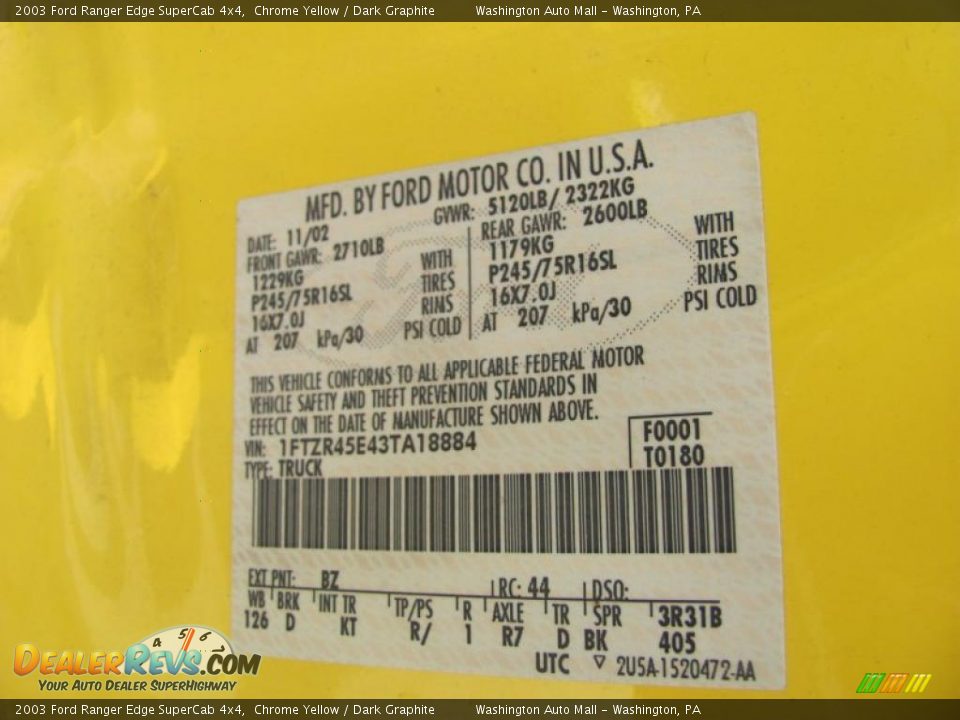 2003 Ford Ranger Edge SuperCab 4x4,  Chrome Yellow / Dark Graphite    Washington Auto Mall - Washington, PA
MFD. BY FORD MOTOR CO. IN U.S.A.
DATE: 11/02    GVWR: 5120LB/ 2322KG
FRONT GAWR: 2710LB    REAR GAWR: 2600LB
1229KG    WITH    1179KG    WITH
P245/75R16SL    TIRES    P245/75R16SL    TIRES
16X7.0J    RIMS    16X7.0J    RIMS
AT 207 kPa/30    PSI COLD    AT 207 kPa/30    PSI COLD
THIS VEHICLE CONFORMS TO ALL APPLICABLE FEDERAL MOTOR
VEHICLE SAFETY AND THEFT PREVENTION STANDARDS IN
EFFECT ON THE DATE OF MANUFACTURE SHOWN ABOVE.
VIN: 1FTZR45E43TA18884    F0001
TYPE: TRUCK    T0180
EXT PNT: BZ    RC: 44    DSO:
WB BRK INT TR TP/PS R AXLE TR SPR 3R31B
126 D KT R/ 1 R7 D BK 405
UTC ▽ 2U5A-1520472-AA
4 5 6
DEALERREVS.COM
YOUR AUTO DEALER SUPERHIGHWAY
2003 Ford Ranger Edge SuperCab 4x4,  Chrome Yellow / Dark Graphite    Washington Auto Mall - Washington, PA